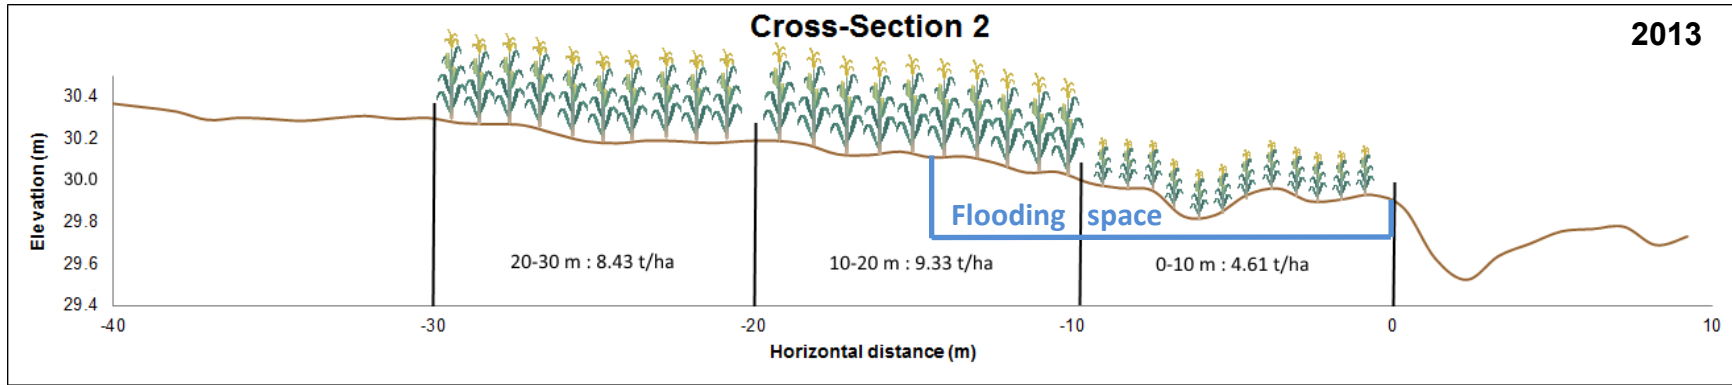 Cross-Section 2
2013
Elevation (m)
30.4
30.2
30.0
29.8
29.6
29.4
Flooding space
20-30 m : 8.43 t/ha
10-20 m : 9.33 t/ha
0-10 m : 4.61 t/ha
-40
-30
-20
-10
0
10
Horizontal distance (m)